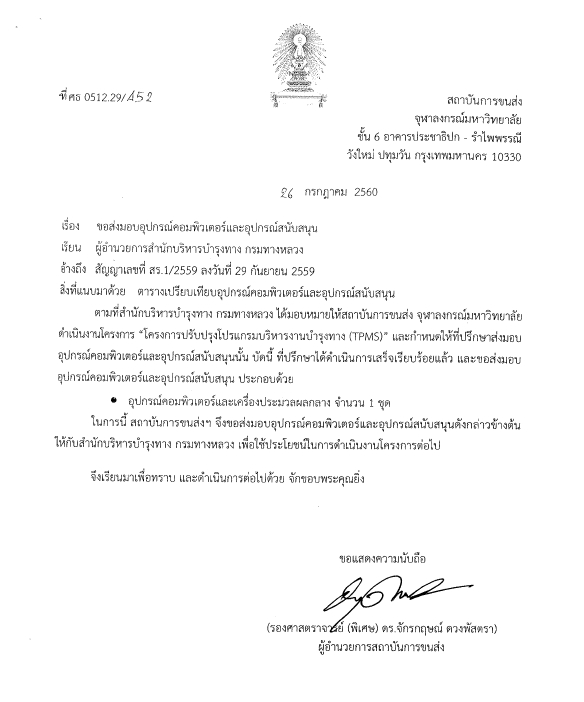 ที่ ศธ 0512.29/452
สถาบันการขนส่ง
จุฬาลงกรณ์มหาวิทยาลัย
ชั้น 6 อาคารประชาธิปก - รำไพพรรณี
วังใหม่ ปทุมวัน กรุงเทพมหานคร 10330
26 กรกฎาคม 2560
เรื่อง ขอส่งมอบอุปกรณ์คอมพิวเตอร์และอุปกรณ์สนับสนุน
เรียน ผู้อำนวยการสำนักบริหารบำรุงทาง กรมทางหลวง
อ้างถึง สัญญาเลขที่ สร.1/2559 ลงวันที่ 29 กันยายน 2559
สิ่งที่แนบมาด้วย ตารางเปรียบเทียบอุปกรณ์คอมพิวเตอร์และอุปกรณ์สนับสนุน
ตามที่สำนักบริหารบำรุงทาง กรมทางหลวง ได้มอบหมายให้สถาบันการขนส่ง จุฬาลงกรณ์มหาวิทยาลัย
ดำเนินงานโครงการ “โครงการปรับปรุงโปรแกรมบริหารงานบำรุงทาง (TPMS)” และกำหนดให้ที่ปรึกษาส่งมอบ
อุปกรณ์คอมพิวเตอร์และอุปกรณ์สนับสนุนนั้น บัดนี้ ที่ปรึกษาได้ดำเนินการเสร็จเรียบร้อยแล้ว และขอส่งมอบ
อุปกรณ์คอมพิวเตอร์และอุปกรณ์สนับสนุน ประกอบด้วย
• อุปกรณ์คอมพิวเตอร์และเครื่องประมวลผลกลาง จำนวน 1 ชุด
ในการนี้ สถาบันการขนส่งฯ จึงขอส่งมอบอุปกรณ์คอมพิวเตอร์และอุปกรณ์สนับสนุนดังกล่าวข้างต้น
ให้กับสำนักบริหารบำรุงทาง กรมทางหลวง เพื่อใช้ประโยชน์ในการดำเนินงานโครงการต่อไป
จึงเรียนมาเพื่อทราบ และดำเนินการต่อไปด้วย จักขอบพระคุณยิ่ง
ขอแสดงความนับถือ
(รองศาสตราจารย์ (พิเศษ) ดร.จักรกฤษณ์ ดวงพัสตรา)
ผู้อำนวยการสถาบันการขนส่ง